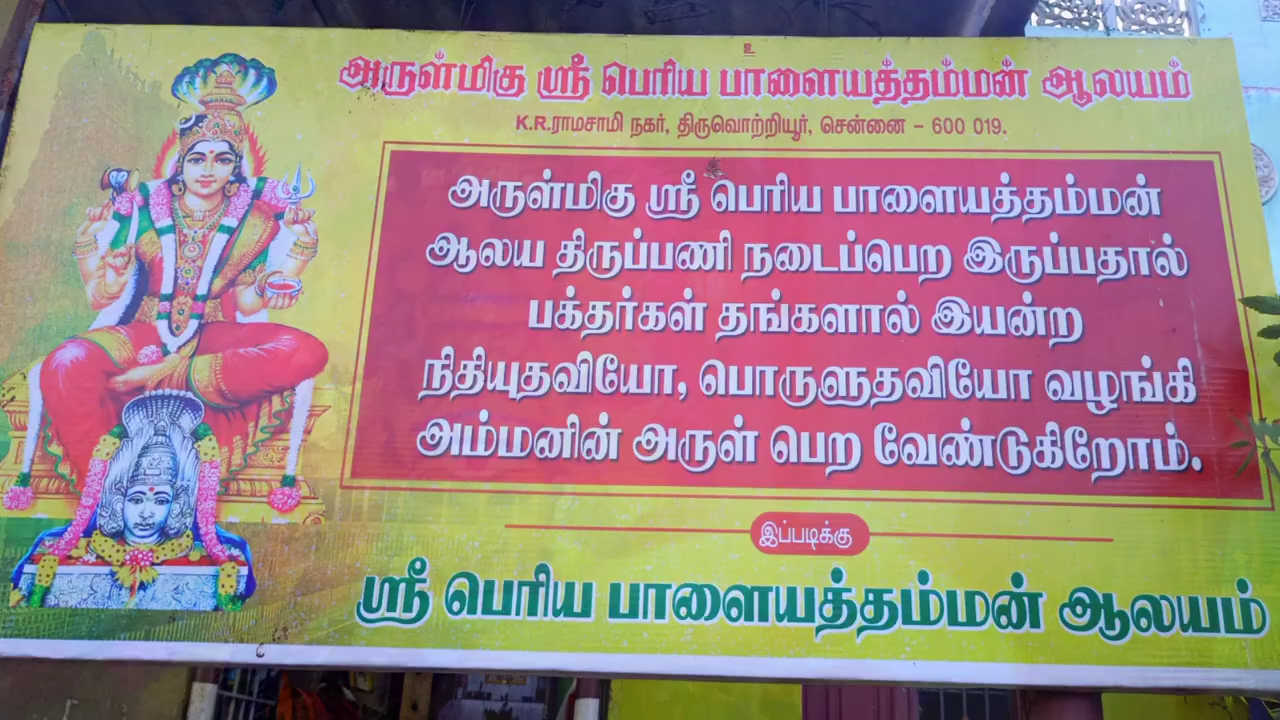 உ
அருள்மிகு ஸ்ரீ பெரிய பாளையத்தம்மன் ஆலயம்
K.R.ராமசாமி நகர், திருவொற்றியூர், சென்னை – 600 019.
அருள்மிகு ஸ்ரீ பெரிய பாளையத்தம்மன்
ஆலய திருப்பணி நடைப்பெற இருப்பதால்
பக்தர்கள் தங்களால் இயன்ற
நிதியுதவியோ, பொருளுதவியோ வழங்கி
அம்மனின் அருள் பெற வேண்டுகிறோம்.
இப்படிக்கு
ஸ்ரீ பெரிய பாளையத்தம்மன் ஆலயம்